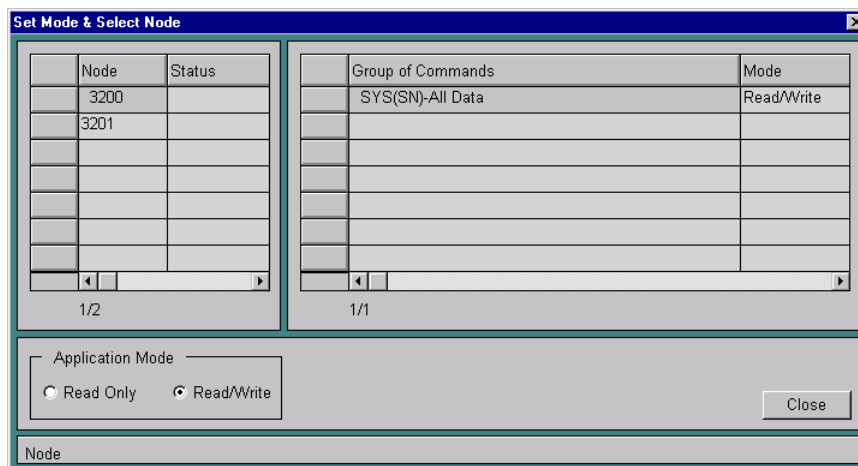 Set Mode & Select Node
Node Status
3200
3201
1/2
Group of Commands Mode
SYS(SN)-All Data Read/Write
1/1
Application Mode
Read Only Read/Write
Close
Node